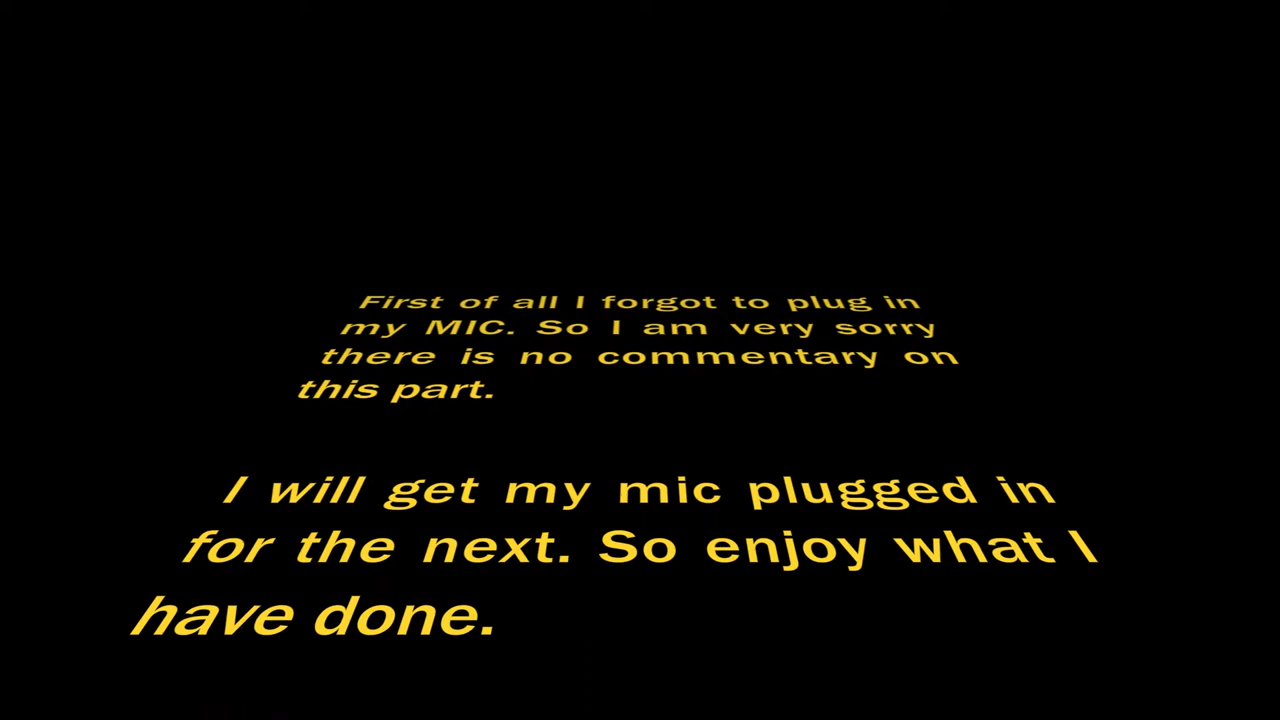 First of all I forgot to plug in
my MIC. So I am very sorry
there is no commentary on
this part.
I will get my mic plugged in
for the next. So enjoy what I
have done.